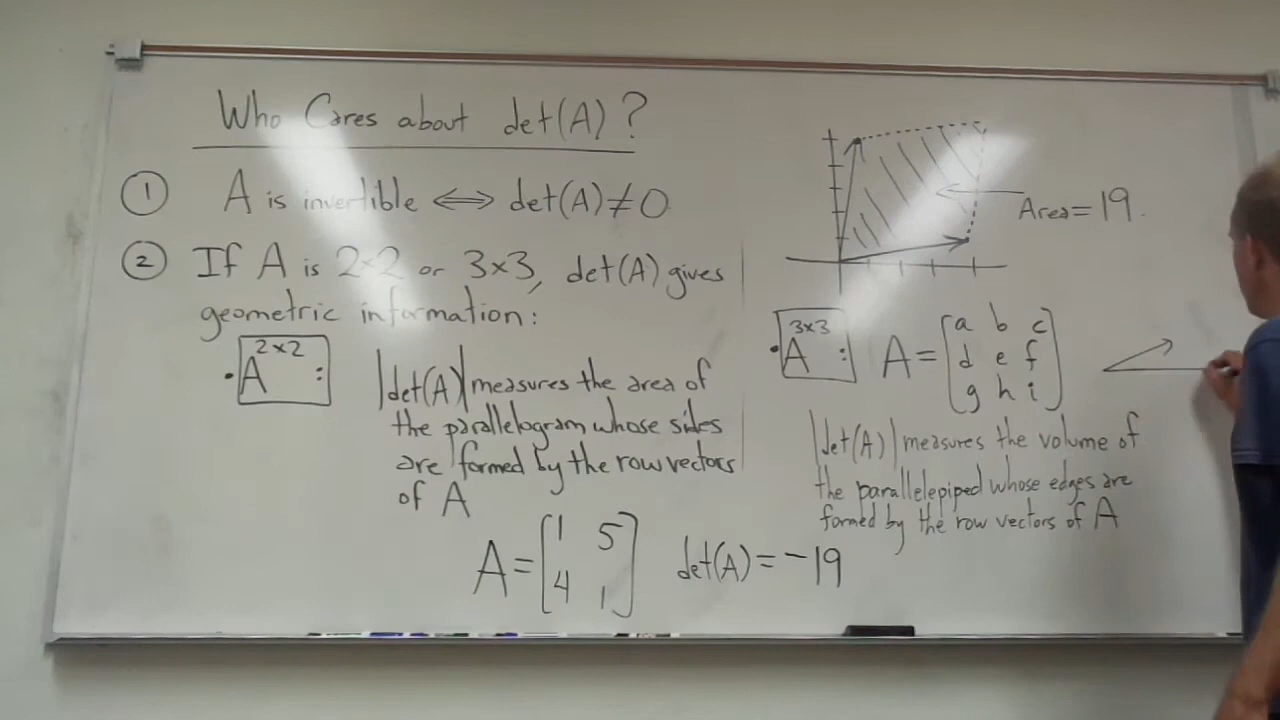 Who Cares about det(A)?
① A is invertible ⟺ det(A)≠0
② If A is 2×2 or 3×3, det(A) gives
geometric information:
• A 2×2 :
|det(A)| measures the area of
the parallelogram whose sides
are formed by the row vectors
of A
A = [1 5
4 1]
det(A) = -19
Area = 19.
• A 3×3 :
A = [a b c
d e f
g h i]
|det(A)| measures the volume of
the parallelepiped whose edges are
formed by the row vectors of A